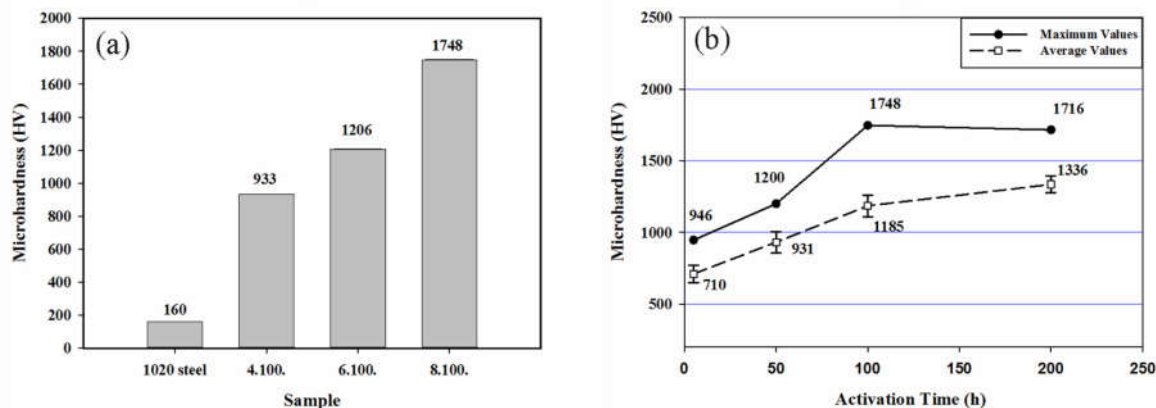 (a)
Microhardness (HV)
2000
1800
1600
1400
1200
1000
800
600
400
200
0
160
933
1206
1748
1020 steel 4.100. 6.100. 8.100.
Sample
(b)
Microhardness (HV)
2500
2000
1500
1000
500
Maximum Values
Average Values
946
1200
1748
1716
710
931
1185
1336
0 50 100 150 200 250
Activation Time (h)